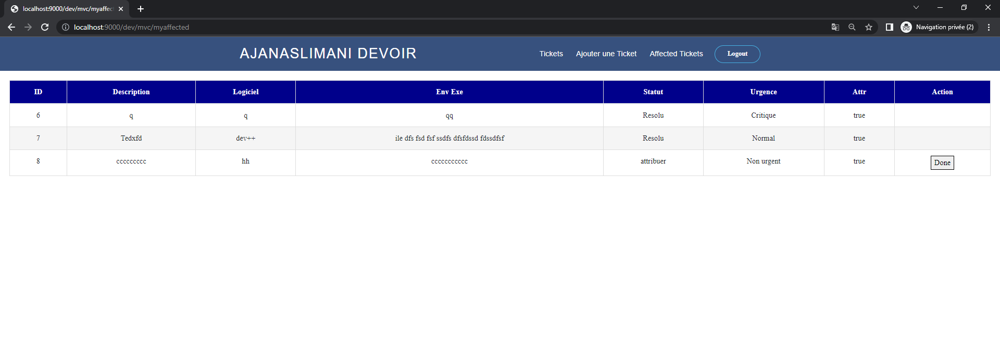 localhost:9000/dev/mvc/myaffect
localhost:9000/dev/mvc/myaffected
Navigation privée (2)
AJANASLIMANI DEVOIR
Tickets Ajouter une Ticket Affected Tickets Logout
ID Description Logiciel Env Exe Statut Urgence Attr Action
6 q q qq Resolu Critique true
7 Tedxfd dev++ ile dfs fsd fsf ssdfs dfsfdssd fdssdfsf Resolu Normal true
8 ccccccccc hh ccccccccccc attribuer Non urgent true Done